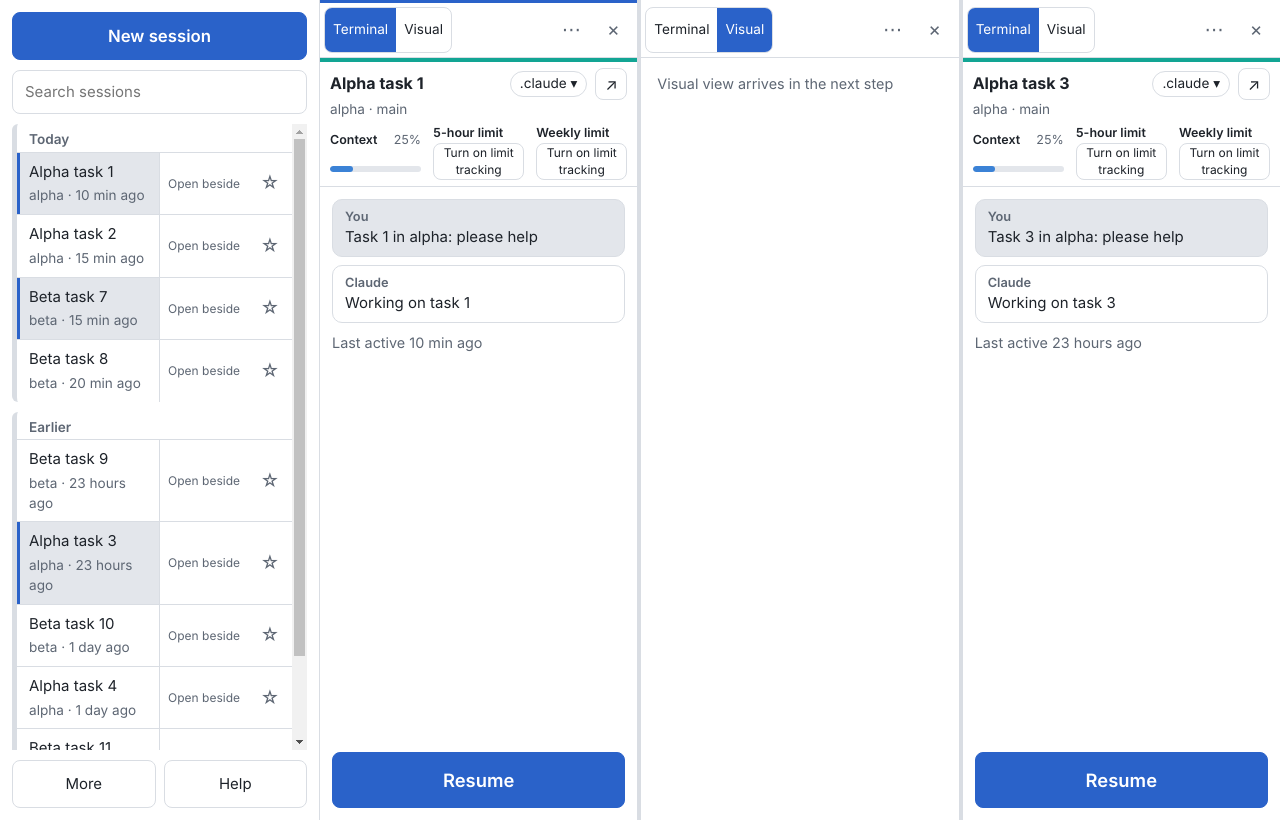 New session
Search sessions
Today
Alpha task 1
alpha · 10 min ago
Open beside
Alpha task 2
alpha · 15 min ago
Open beside
Beta task 7
beta · 15 min ago
Open beside
Beta task 8
beta · 20 min ago
Open beside
Earlier
Beta task 9
beta · 23 hours
ago
Open beside
Alpha task 3
alpha · 23 hours
ago
Open beside
Beta task 10
beta · 1 day ago
Open beside
Alpha task 4
alpha · 1 day ago
Open beside
Beta task 11
More
Help
Terminal
Visual
Alpha task 1
.claude ▾
alpha · main
Context
25%
5-hour limit
Turn on limit
tracking
Weekly limit
Turn on limit
tracking
You
Task 1 in alpha: please help
Claude
Working on task 1
Last active 10 min ago
Resume
Terminal
Visual
Visual view arrives in the next step
Terminal
Visual
Alpha task 3
.claude ▾
alpha · main
Context
25%
5-hour limit
Turn on limit
tracking
Weekly limit
Turn on limit
tracking
You
Task 3 in alpha: please help
Claude
Working on task 3
Last active 23 hours ago
Resume